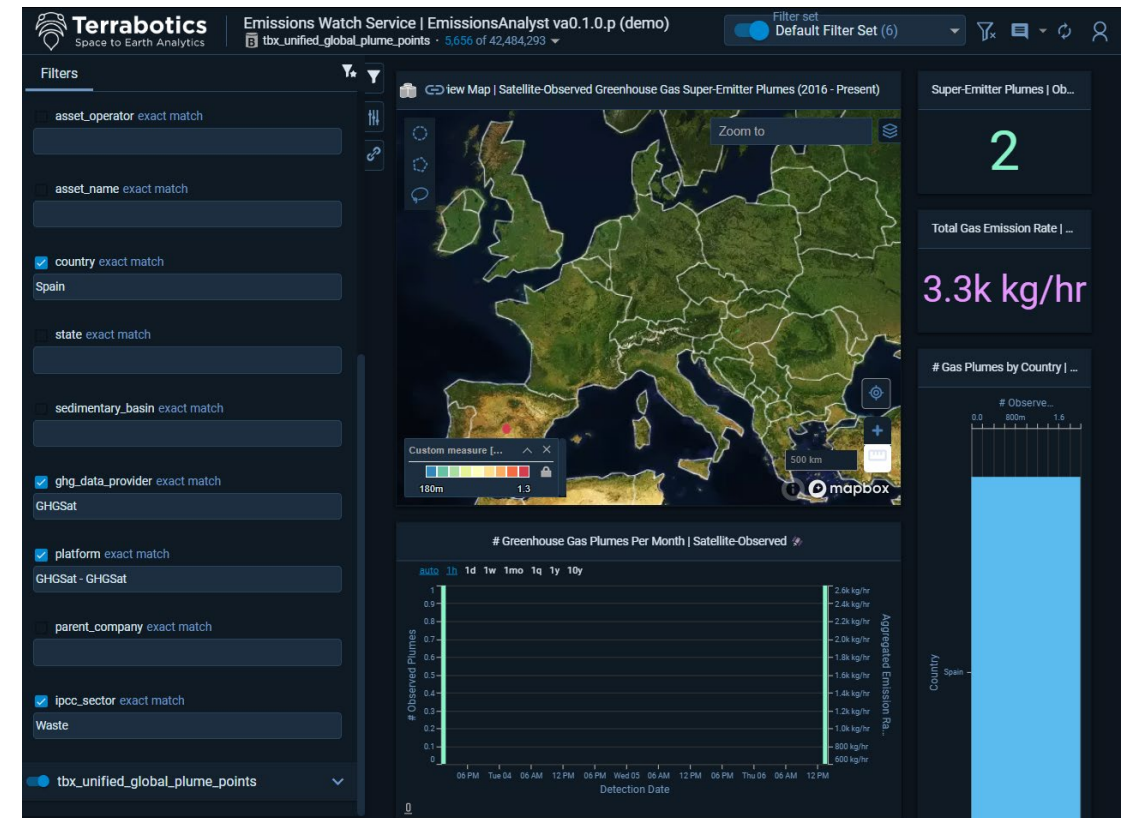 Terrabotics
Space to Earth Analytics
Emissions Watch Service | EmissionsAnalyst va0.1.0.p (demo)
tbx_unified_global_plume_points · 5,656 of 42,484,293
Filter set
Default Filter Set (6)
Filters
asset_operator exact match
asset_name exact match
country exact match
Spain
state exact match
sedimentary_basin exact match
ghg_data_provider exact match
GHGSat
platform exact match
GHGSat - GHGSat
parent_company exact match
ipcc_sector exact match
Waste
tbx_unified_global_plume_points
iew Map | Satellite-Observed Greenhouse Gas Super-Emitter Plumes (2016 - Present)
Zoom to
Custom measure [...
180m 1.3
500 km
mapbox
# Greenhouse Gas Plumes Per Month | Satellite-Observed
auto 1h 1d 1w 1mo 1q 1y 10y
# Observed Plumes
1
0.9
0.8
0.7
0.6
0.5
0.4
0.3
0.2
0.1
0
2.6k kg/hr
2.4k kg/hr
2.2k kg/hr
2.0k kg/hr
1.8k kg/hr
1.6k kg/hr
1.4k kg/hr
1.2k kg/hr
1.0k kg/hr
800 kg/hr
600 kg/hr
Aggregated Emission Ra...
06 PM Tue 04 06 AM 12 PM 06 PM Wed 05 06 AM 12 PM 06 PM Thu 06 06 AM 12 PM
Detection Date
0
Super-Emitter Plumes | Ob...
2
Total Gas Emission Rate | ...
3.3k kg/hr
# Gas Plumes by Country | ...
# Observe...
0.0 800m 1.6
Country
Spain